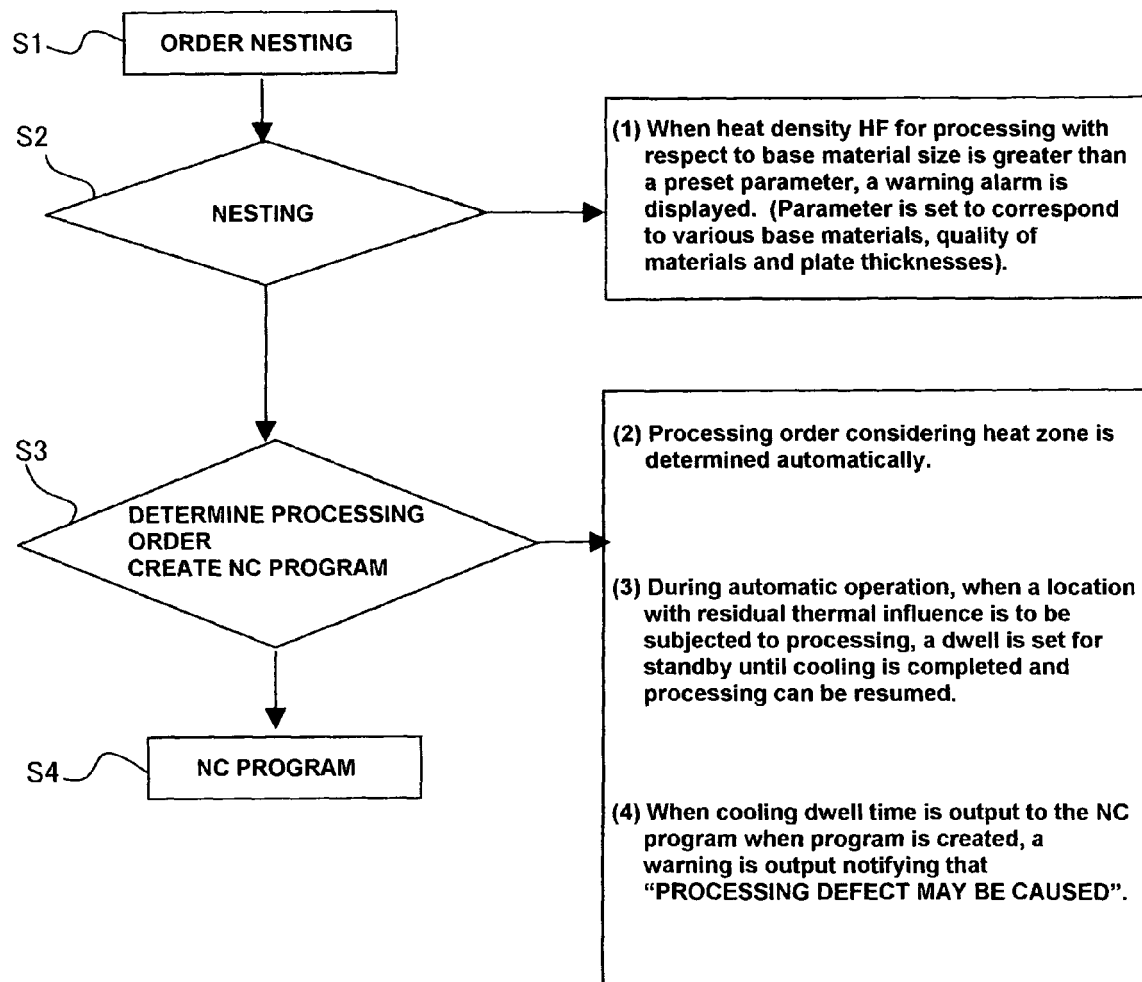 S1
ORDER NESTING
S2
NESTING
(1) When heat density HF for processing with
respect to base material size is greater than
a preset parameter, a warning alarm is
displayed. (Parameter is set to correspond
to various base materials, quality of
materials and plate thicknesses).
S3
DETERMINE PROCESSING
ORDER
CREATE NC PROGRAM
(2) Processing order considering heat zone is
determined automatically.
(3) During automatic operation, when a location
with residual thermal influence is to be
subjected to processing, a dwell is set for
standby until cooling is completed and
processing can be resumed.
S4
NC PROGRAM
(4) When cooling dwell time is output to the NC
program when program is created, a
warning is output notifying that
“PROCESSING DEFECT MAY BE CAUSED”.